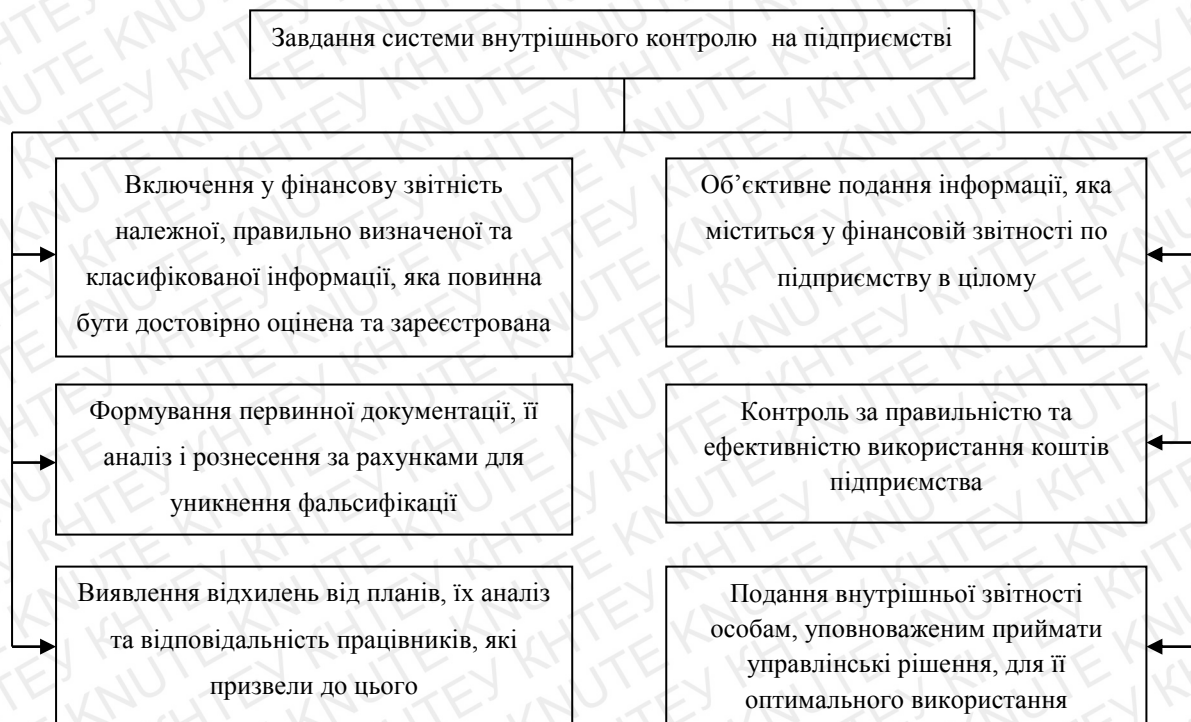 Завдання системи внутрішнього контролю на підприємстві
Включення у фінансову звітність
належної, правильно визначеної та
класифікованої інформації, яка повинна
бути достовірно оцінена та зареєстрована
Об’єктивне подання інформації, яка
міститься у фінансовій звітності по
підприємству в цілому
Формування первинної документації, її
аналіз і рознесення за рахунками для
уникнення фальсифікації
Контроль за правильністю та
ефективністю використання коштів
підприємства
Виявлення відхилень від планів, їх аналіз
та відповідальність працівників, які
призвели до цього
Подання внутрішньої звітності
особам, уповноваженим приймати
управлінські рішення, для її
оптимального використання